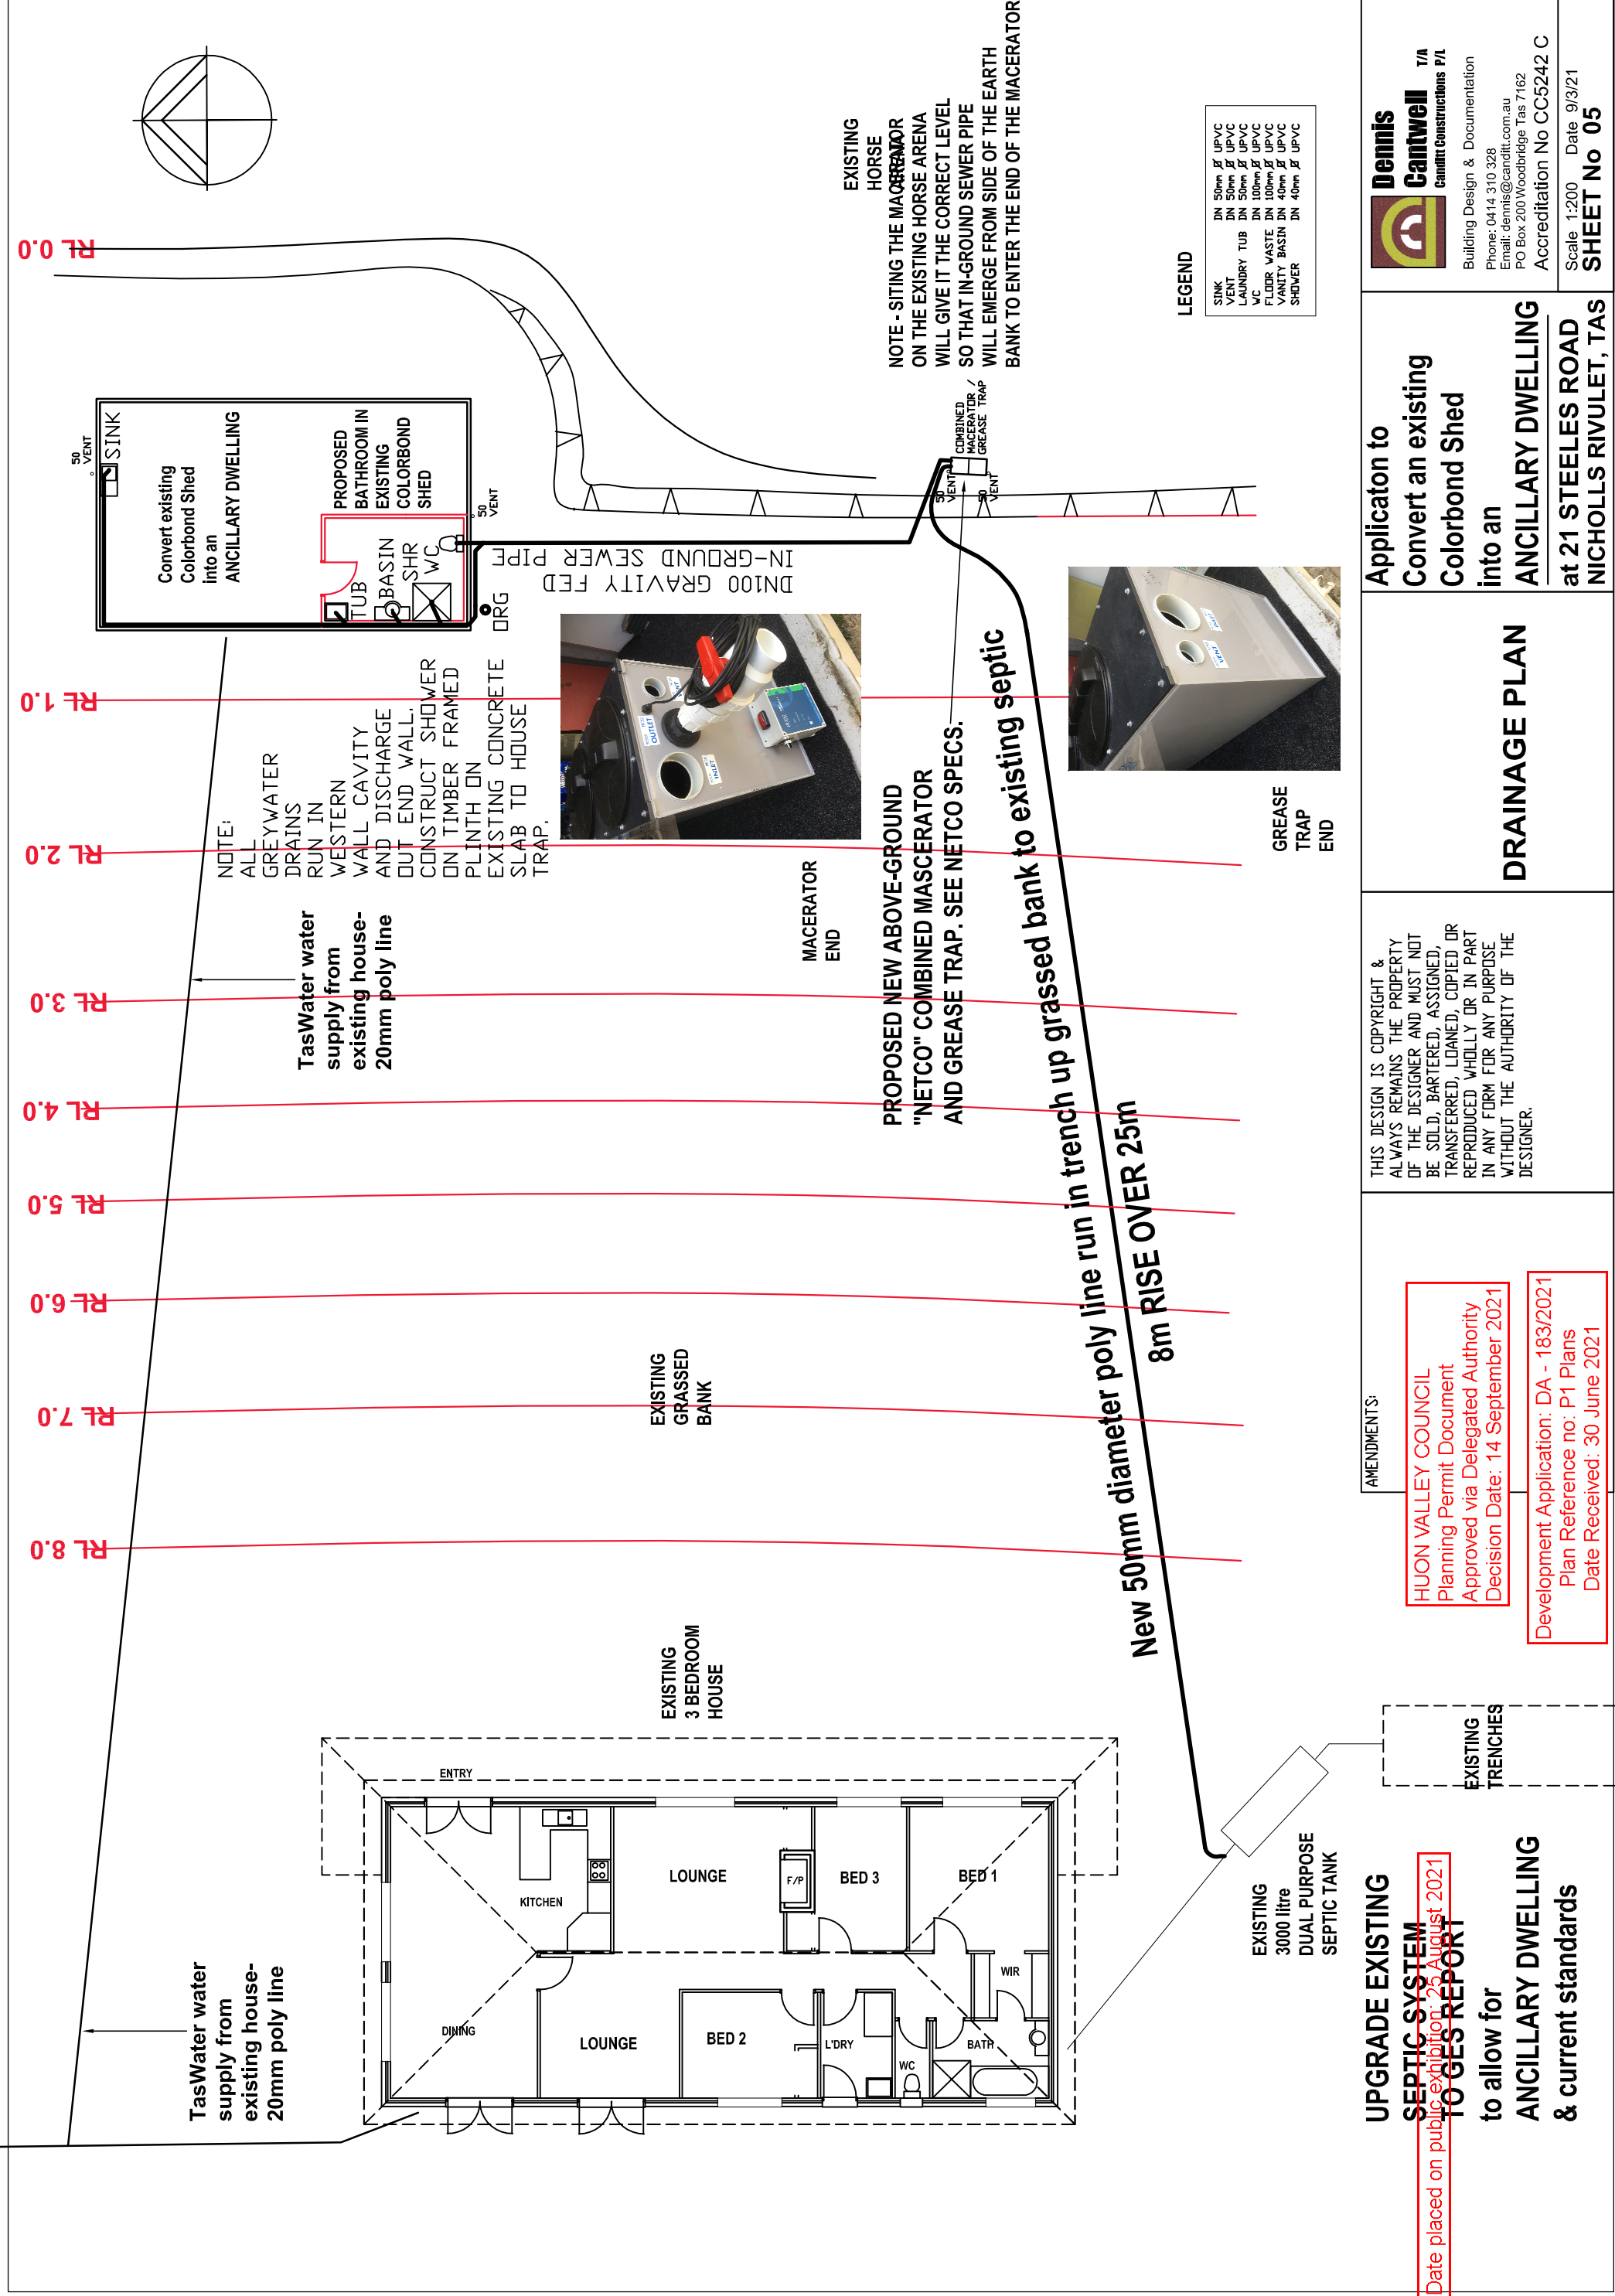 TasWater water
supply from
existing house-
20mm poly line
TasWater water
supply from
existing house-
20mm poly line
RL 8.0
RL 7.0
RL 6.0
RL 5.0
RL 4.0
RL 3.0
RL 2.0
RL 1.0
RL 0.0
NOTE:
ALL
GREYWATER
DRAINS
RUN IN
WESTERN
WALL CAVITY
AND DISCHARGE
OUT END WALL.
CONSTRUCT SHOWER
ON TIMBER FRAMED
PLINTH ON
EXISTING CONCRETE
SLAB TO HOUSE
TRAP.
50
VENT
SINK
Convert existing
Colorbond Shed
into an
ANCILLARY DWELLING
PROPOSED
BATHROOM IN
EXISTING
COLORBOND
SHED
TUB
BASIN
SHR
WC
50
VENT
ORG
DN100 GRAVITY FED
IN-GROUND SEWER PIPE
ENTRY
KITCHEN
DINING
LOUNGE
LOUNGE
F/P
BED 3
BED 1
BED 2
L'DRY
WC
BATH
WIR
EXISTING
3 BEDROOM
HOUSE
EXISTING
GRASSED
BANK
MACERATOR
END
OUTLET
VENT
INLET
PROPOSED NEW ABOVE-GROUND
"NETCO" COMBINED MASCERATOR
AND GREASE TRAP. SEE NETCO SPECS.
EXISTING
HORSE
ARENA
NOTE - SITING THE MACERATOR
ON THE EXISTING HORSE ARENA
WILL GIVE IT THE CORRECT LEVEL
SO THAT IN-GROUND SEWER PIPE
WILL EMERGE FROM SIDE OF THE EARTH
BANK TO ENTER THE END OF THE MACERATOR
50
VENT
50
VENT
COMBINED
MACERATOR/
GREASE TRAP
New 50mm diameter poly line run in trench up grassed bank to existing septic
8m RISE OVER 25m
VENT
INLET
GREASE
TRAP
END
LEGEND
SINK DN 50mm Ø UPVC
VENT DN 50mm Ø UPVC
LAUNDRY TUB DN 50mm Ø UPVC
WC DN 100mm Ø UPVC
FLOOR WASTE DN 100mm Ø UPVC
VANITY BASIN DN 40mm Ø UPVC
SHOWER DN 40mm Ø UPVC
EXISTING
3000 litre
DUAL PURPOSE
SEPTIC TANK
EXISTING
TRENCHES
UPGRADE EXISTING
SEPTIC SYSTEM
TO GES REPORT
to allow for
ANCILLARY DWELLING
& current standards
Date placed on public exhibition: 25 August 2021
AMENDMENTS:
HUON VALLEY COUNCIL
Planning Permit Document
Approved via Delegated Authority
Decision Date: 14 September 2021
Development Application: DA - 183/2021
Plan Reference no: P1 Plans
Date Received: 30 June 2021
THIS DESIGN IS COPYRIGHT &
ALWAYS REMAINS THE PROPERTY
OF THE DESIGNER AND MUST NOT
BE SOLD, BARTERED, ASSIGNED,
TRANSFERRED, LOANED, COPIED OR
REPRODUCED WHOLLY OR IN PART
IN ANY FORM FOR ANY PURPOSE
WITHOUT THE AUTHORITY OF THE
DESIGNER.
DRAINAGE PLAN
Applicaton to
Convert an existing
Colorbond Shed
into an
ANCILLARY DWELLING
at 21 STEELES ROAD
NICHOLLS RIVULET, TAS
Dennis
Cantwell T/A
Canditt Constructions P/L
Building Design & Documentation
Phone: 0414 310 328
Email: dennis@canditt.com.au
PO Box 200 Woodbridge Tas 7162
Accreditation No CC5242 C
Scale 1:200 Date 9/3/21
SHEET No 05